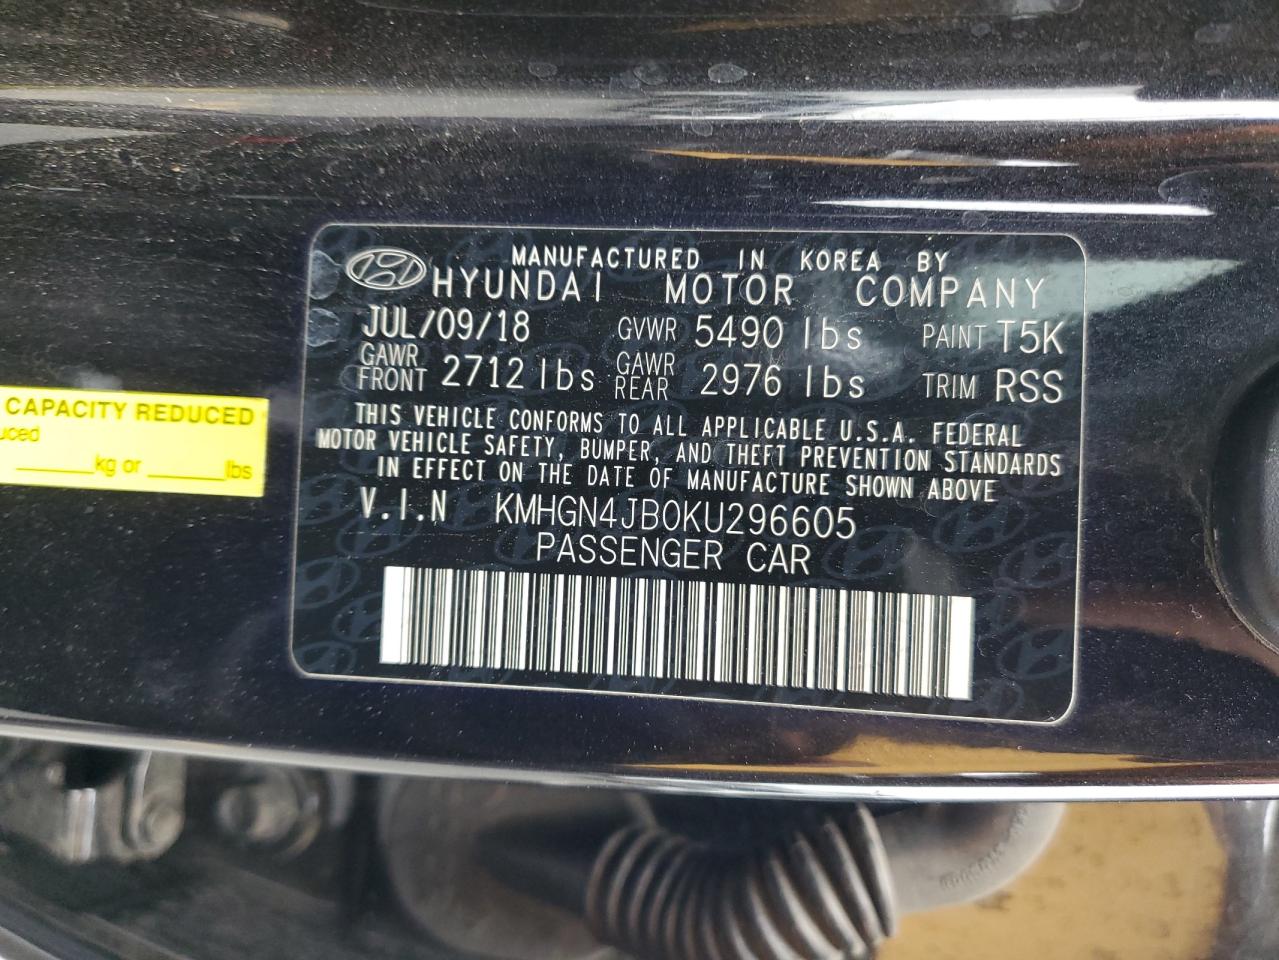 MANUFACTURED IN KOREA BY
HYUNDAI MOTOR COMPANY
JUL/09/18 GVWR 5490 lbs PAINT T5K
GAWR FRONT 2712 lbs GAWR REAR 2976 lbs TRIM RSS
THIS VEHICLE CONFORMS TO ALL APPLICABLE U.S.A. FEDERAL
MOTOR VEHICLE SAFETY, BUMPER, AND THEFT PREVENTION STANDARDS
IN EFFECT ON THE DATE OF MANUFACTURE SHOWN ABOVE
V.I.N KMHGN4JB0KU296605
PASSENGER CAR
CAPACITY REDUCED
uced
______kg or ______lbs